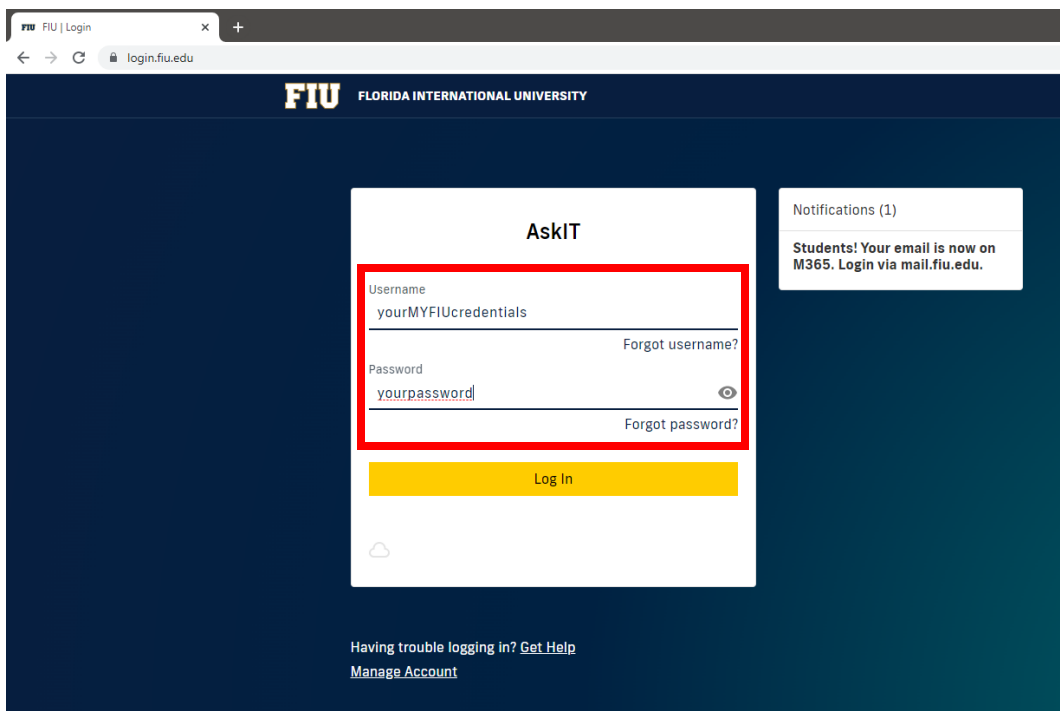 FIU FIU | Login
login.fiu.edu
FIU FLORIDA INTERNATIONAL UNIVERSITY
AskIT
Username
yourMYFIUcredentials
Forgot username?
Password
yourpassword
Forgot password?
Log In
Notifications (1)
Students! Your email is now on
M365. Login via mail.fiu.edu.
Having trouble logging in? Get Help
Manage Account